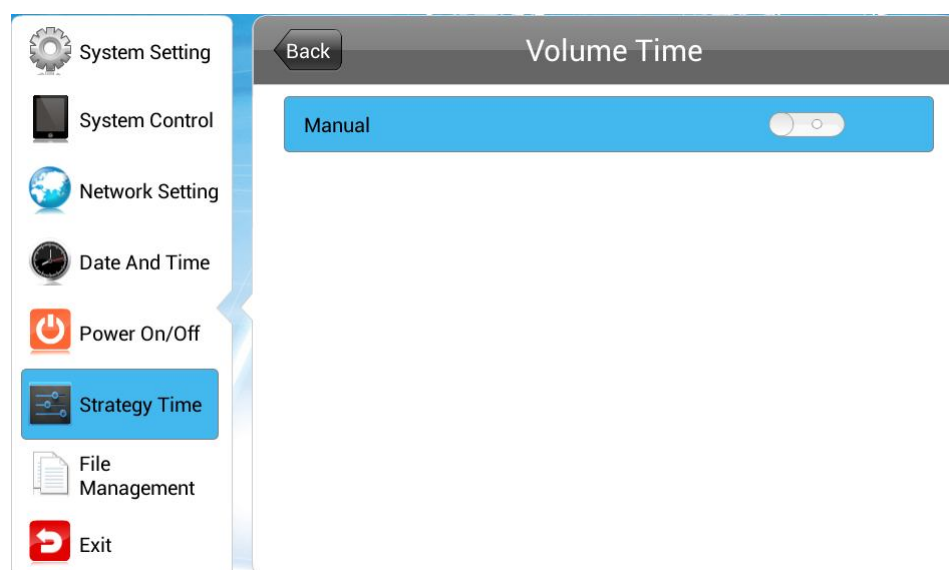 System Setting
System Control
Network Setting
Date And Time
Power On/Off
Strategy Time
File
Management
Exit
Back
Volume Time
Manual